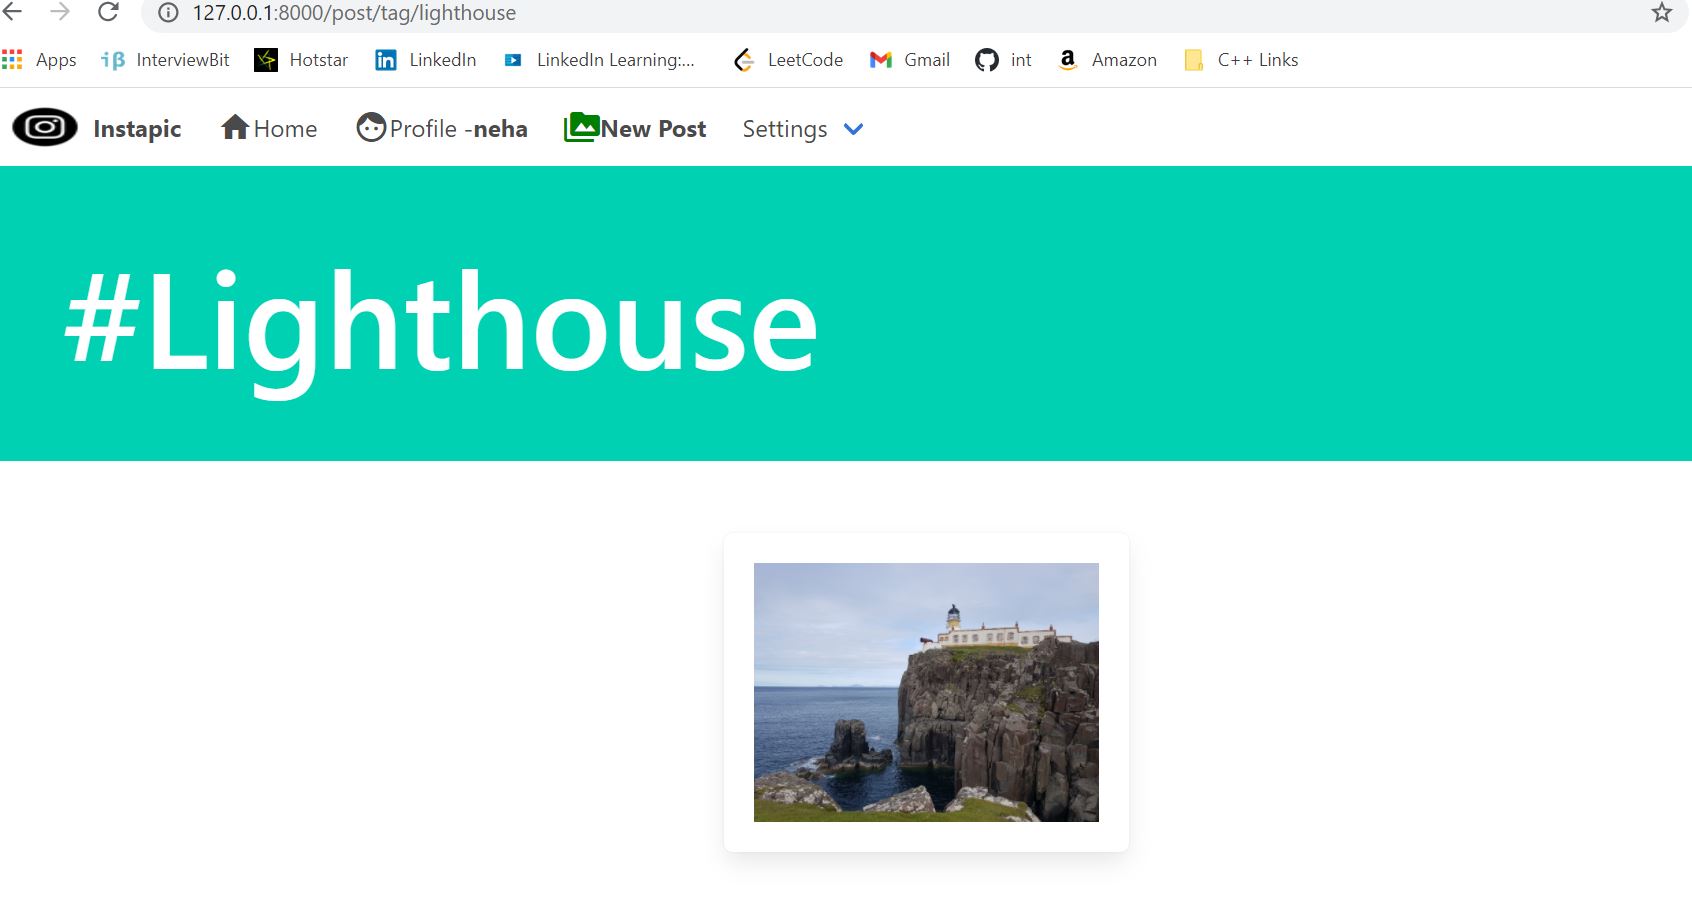 127.0.0.1:8000/post/tag/lighthouse
Apps InterviewBit Hotstar LinkedIn LinkedIn Learning:... LeetCode Gmail int Amazon C++ Links
Instapic Home Profile -neha New Post Settings
#Lighthouse